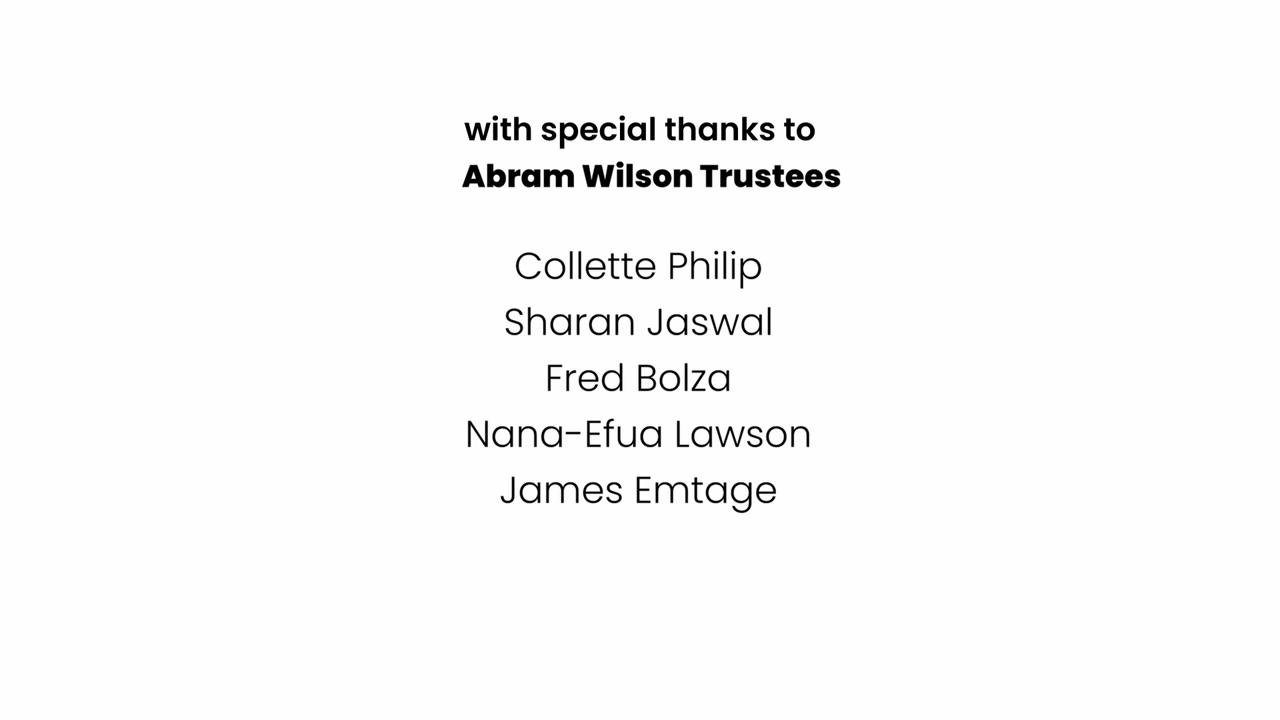 with special thanks to
Abram Wilson Trustees
Collette Philip
Sharan Jaswal
Fred Bolza
Nana-Efua Lawson
James Emtage